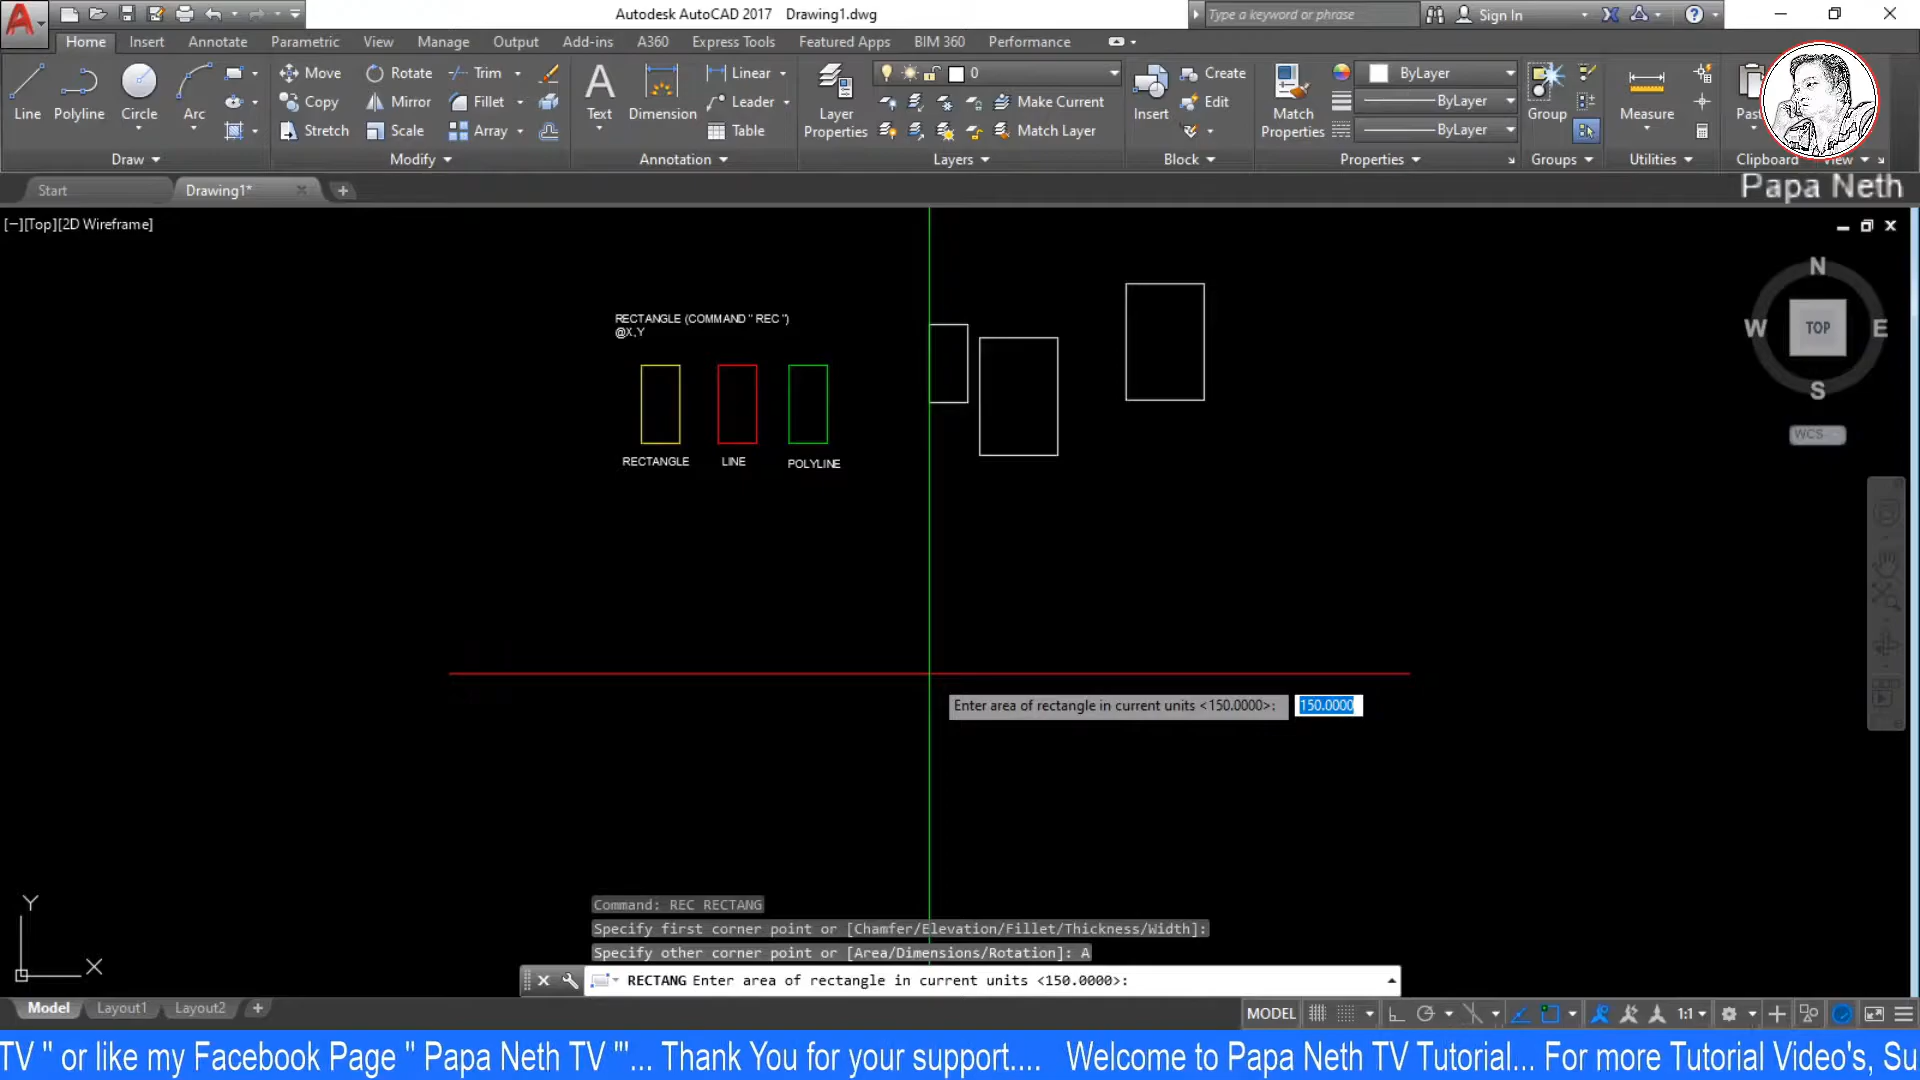 Autodesk AutoCAD 2017 Drawing1.dwg
Type a keyword or phrase
Sign In
Home Insert Annotate Parametric View Manage Output Add-ins A360 Express Tools Featured Apps BIM 360 Performance
Line Polyline Circle Arc
Move Rotate Trim
Copy Mirror Fillet
Stretch Scale Array
Text Dimension
Linear
Leader
Table
Layer Properties
0
Make Current
Match Layer
Insert
Create
Edit
Match Properties
ByLayer
ByLayer
ByLayer
Group
Measure
Draw Modify Annotation Layers Block Properties Groups Utilities Clipboard View
Papa Neth
Start Drawing1*
[−][Top][2D Wireframe]
N
W TOP E
S
WCS
RECTANGLE (COMMAND " REC ")
@X,Y
RECTANGLE LINE POLYLINE
Enter area of rectangle in current units <150.0000>: 150.0000
Y
X
Command: REC RECTANG
Specify first corner point or [Chamfer/Elevation/Fillet/Thickness/Width]:
Specify other corner point or [Area/Dimensions/Rotation]: A
RECTANG Enter area of rectangle in current units <150.0000>:
Model Layout1 Layout2
MODEL 1:1
TV " or like my Facebook Page " Papa Neth TV "'... Thank You for your support.... Welcome to Papa Neth TV Tutorial... For more Tutorial Video's, Su